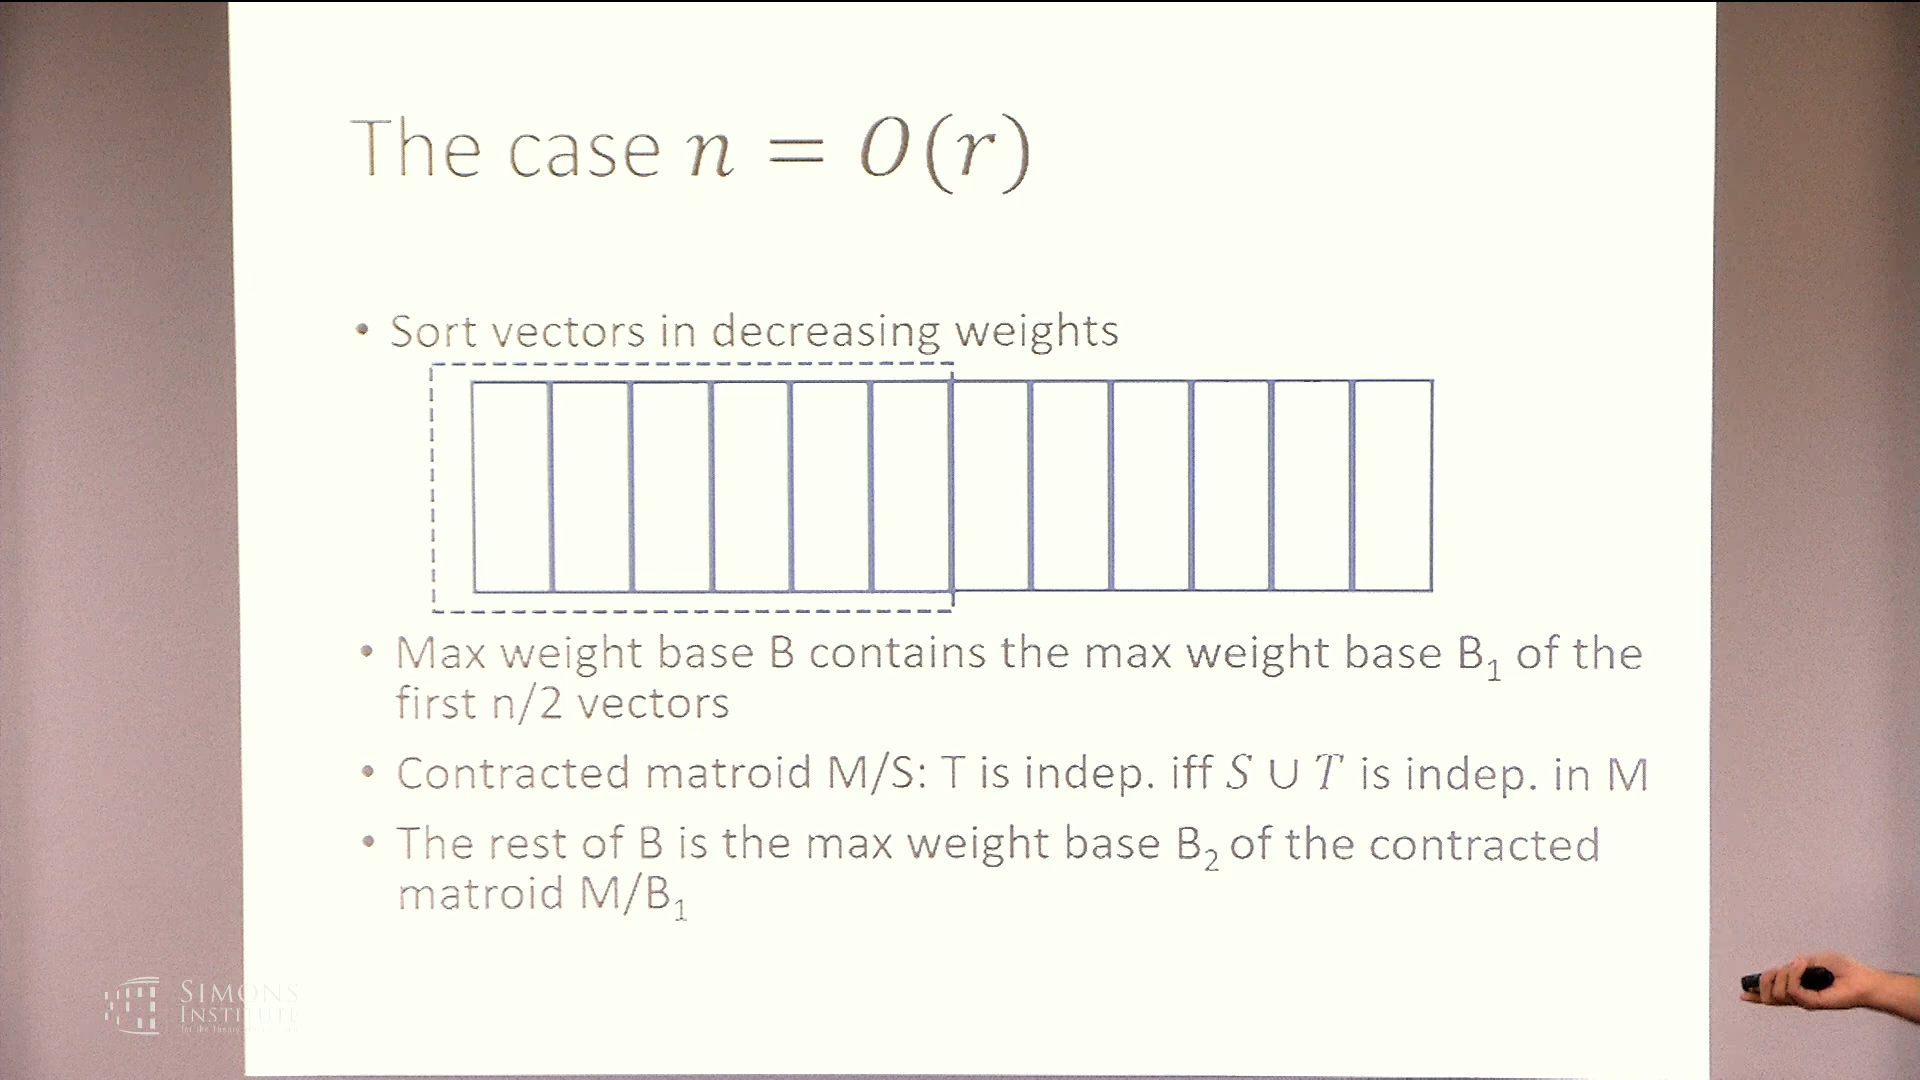 The case n = O(r)
• Sort vectors in decreasing weights
• Max weight base B contains the max weight base B₁ of the
first n/2 vectors
• Contracted matroid M/S: T is indep. iff S ∪ T is indep. in M
• The rest of B is the max weight base B₂ of the contracted
matroid M/B₁
SIMONS
INSTITUTE